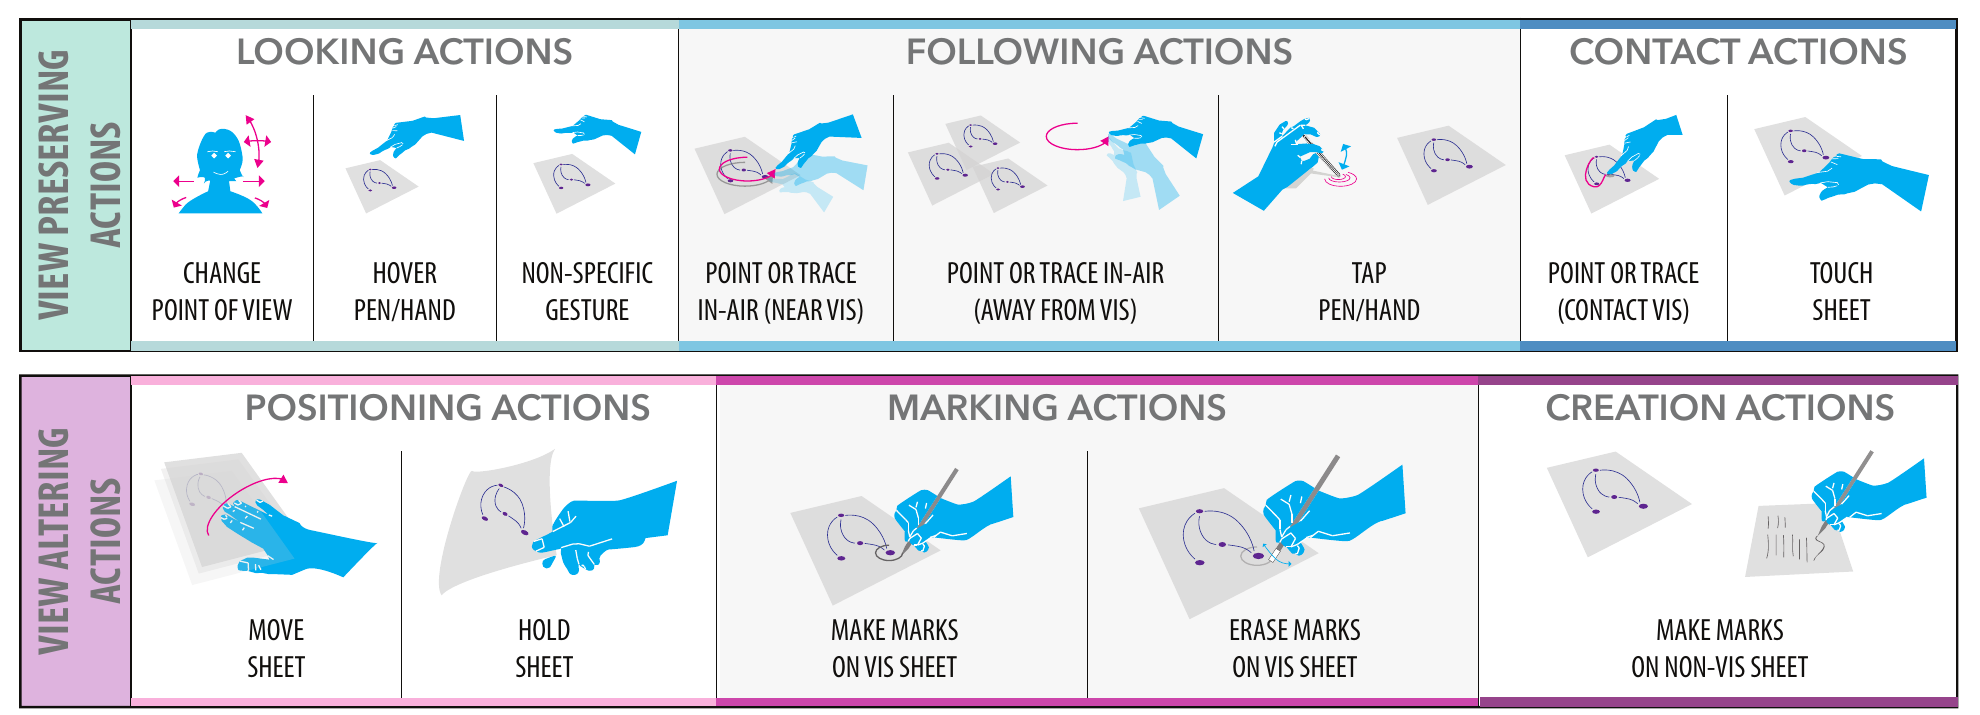 VIEW PRESERVING
ACTIONS
LOOKING ACTIONS
CHANGE
POINT OF VIEW
HOVER
PEN/HAND
NON-SPECIFIC
GESTURE
FOLLOWING ACTIONS
POINT OR TRACE
IN-AIR (NEAR VIS)
POINT OR TRACE IN-AIR
(AWAY FROM VIS)
TAP
PEN/HAND
CONTACT ACTIONS
POINT OR TRACE
(CONTACT VIS)
TOUCH
SHEET
VIEW ALTERING
ACTIONS
POSITIONING ACTIONS
MOVE
SHEET
HOLD
SHEET
MARKING ACTIONS
MAKE MARKS
ON VIS SHEET
ERASE MARKS
ON VIS SHEET
CREATION ACTIONS
MAKE MARKS
ON NON-VIS SHEET